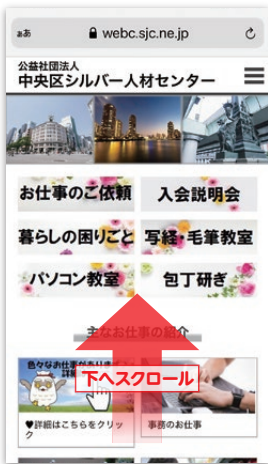 ああ webc.sjc.ne.jp
公益社団法人
中央区シルバー人材センター
お仕事のご依頼 入会説明会
暮らしの困りごと 写経・毛筆教室
パソコン教室 包丁研ぎ
主なお仕事の紹介
色々なお仕事があります
詳細
下へスクロール
♥詳細はこちらをクリッ
ク
事務のお仕事